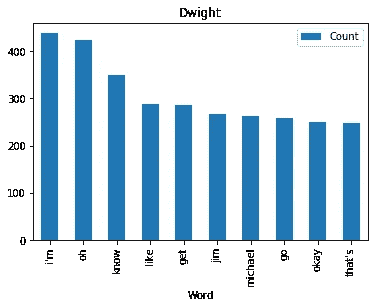 Dwight
Count
400
300
200
100
0
i'm
oh
know
like
get
jim
michael
go
okay
that's
Word